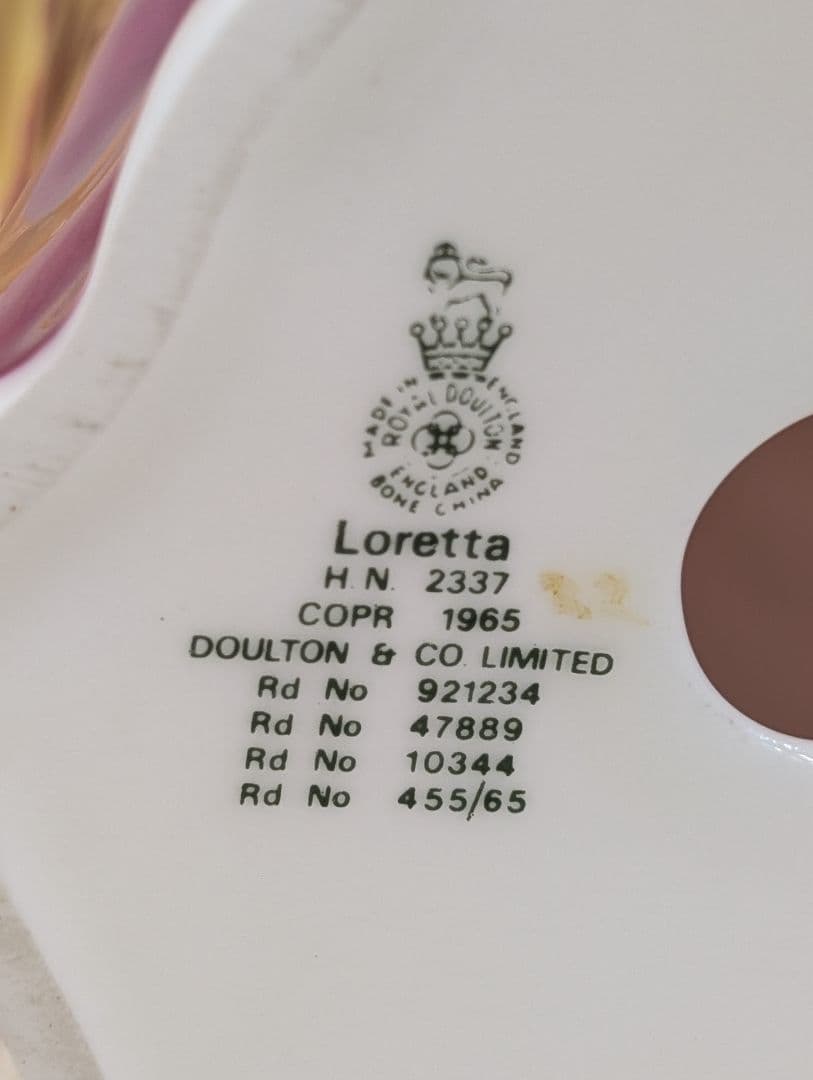 MADE IN ENGLAND
ROYAL DOULTON
ENGLAND
BONE CHINA
Loretta
H.N. 2337
COPR 1965
DOULTON & CO. LIMITED
Rd No 921234
Rd No 47889
Rd No 10344
Rd No 455/65